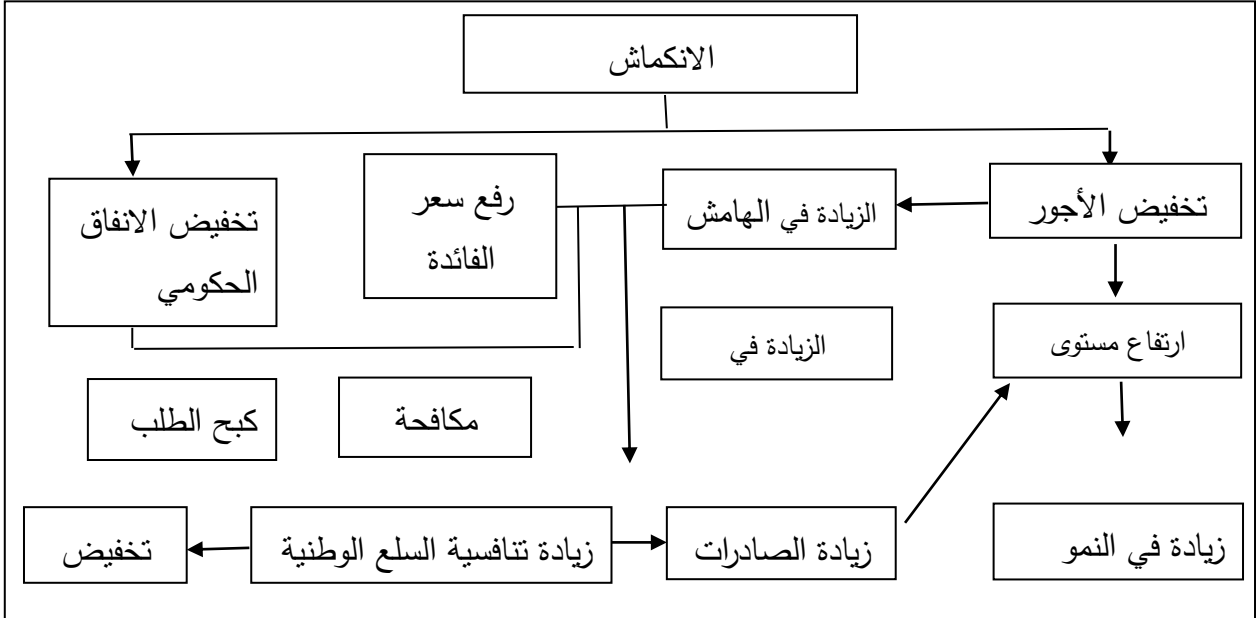 الانكماش
تخفيض الأجور
الزيادة في الهامش
رفع سعر
الفائدة
تخفيض الانفاق
الحكومي
ارتفاع مستوى
الزيادة في
مكافحة
كبح الطلب
زيادة في النمو
زيادة الصادرات
زيادة تنافسية السلع الوطنية
تخفيض